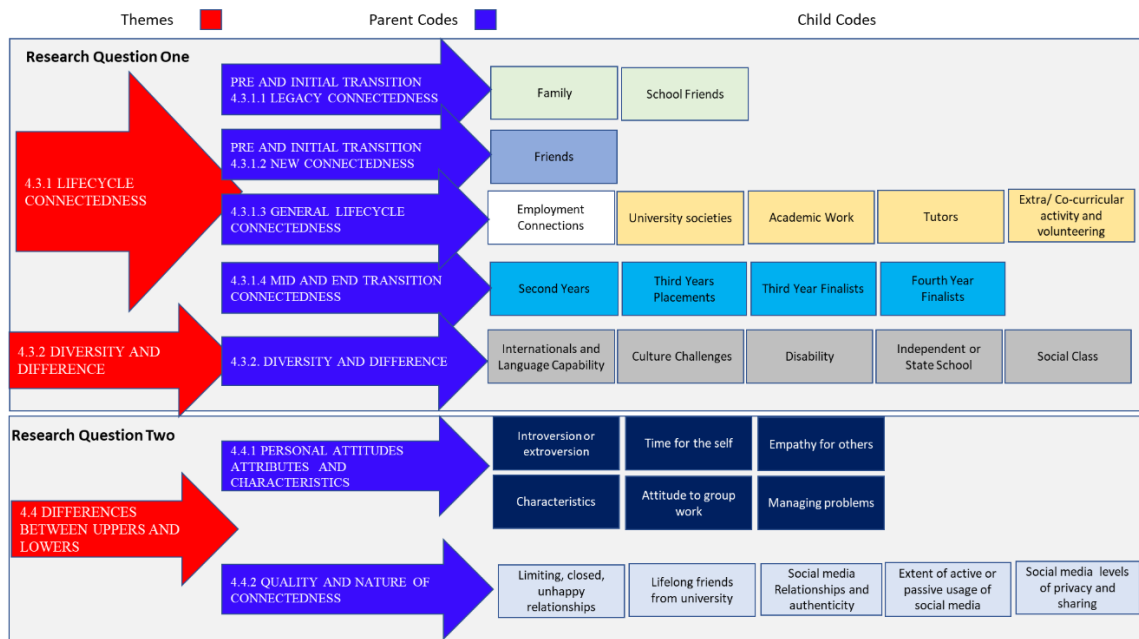 Themes
Parent Codes
Child Codes
Research Question One
4.3.1 LIFECYCLE
CONNECTEDNESS
PRE AND INITIAL TRANSITION
4.3.1.1 LEGACY CONNECTEDNESS
Family
School Friends
PRE AND INITIAL TRANSITION
4.3.1.2 NEW CONNECTEDNESS
Friends
4.3.1.3 GENERAL LIFECYCLE
CONNECTEDNESS
Employment
Connections
University societies
Academic Work
Tutors
Extra/ Co-curricular
activity and
volunteering
4.3.1.4 MID AND END TRANSITION
CONNECTEDNESS
Second Years
Third Years
Placements
Third Year Finalists
Fourth Year
Finalists
4.3.2 DIVERSITY AND
DIFFERENCE
4.3.2. DIVERSITY AND DIFFERENCE
Internationals and
Language Capability
Culture Challenges
Disability
Independent or
State School
Social Class
Research Question Two
4.4 DIFFERENCES
BETWEEN UPPERS AND
LOWERS
4.4.1 PERSONAL ATTITUDES
ATTRIBUTES AND
CHARACTERISTICS
Introversion or
extroversion
Time for the self
Empathy for others
Characteristics
Attitude to group
work
Managing problems
4.4.2 QUALITY AND NATURE OF
CONNECTEDNESS
Limiting, closed,
unhappy
relationships
Lifelong friends
from university
Social media
Relationships and
authenticity
Extent of active or
passive usage of
social media
Social media levels
of privacy and
sharing